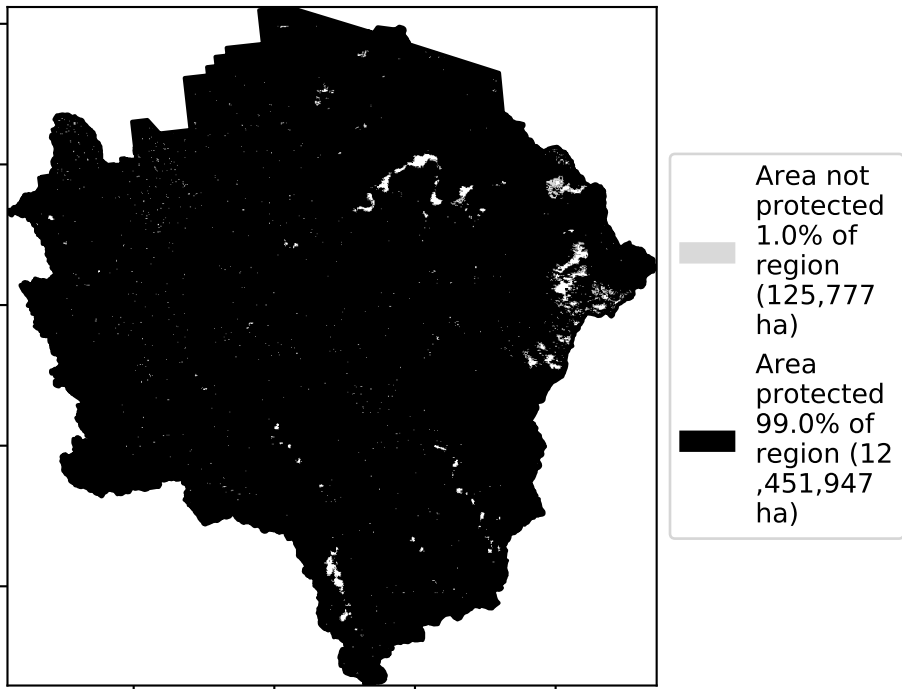 Area not
protected
1.0% of
region
(125,777
ha)
Area
protected
99.0% of
region (12
,451,947
ha)